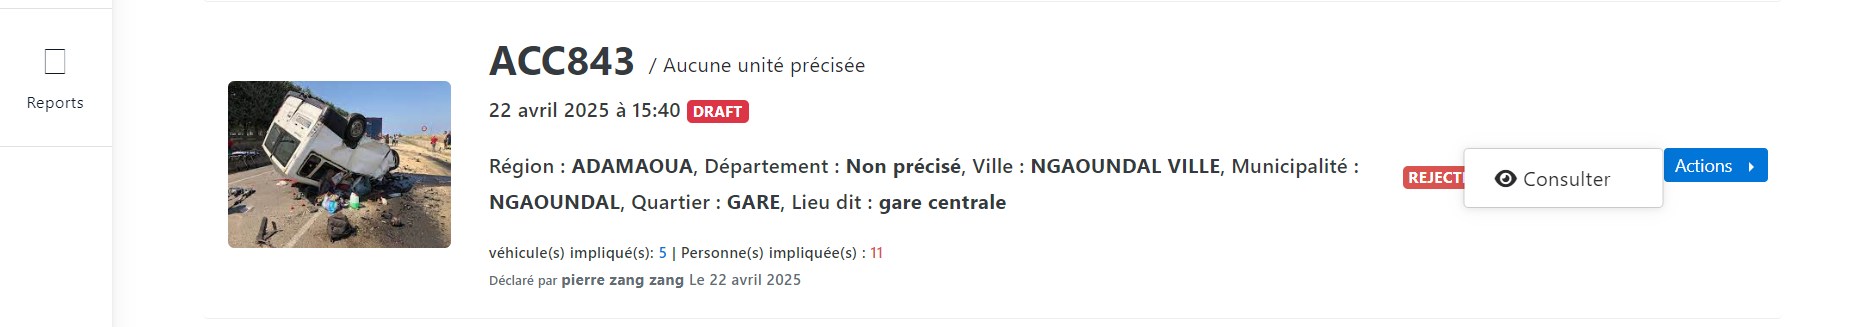 Reports
ACC843 / Aucune unité précisée
22 avril 2025 à 15:40 DRAFT
Région : ADAMAOUA, Département : Non précisé, Ville : NGAOUNDAL VILLE, Municipalité :
NGAOUNDAL, Quartier : GARE, Lieu dit : gare centrale
véhicule(s) impliqué(s): 5 | Personne(s) impliquée(s) : 11
Déclaré par pierre zang zang Le 22 avril 2025
REJECT
Consulter
Actions